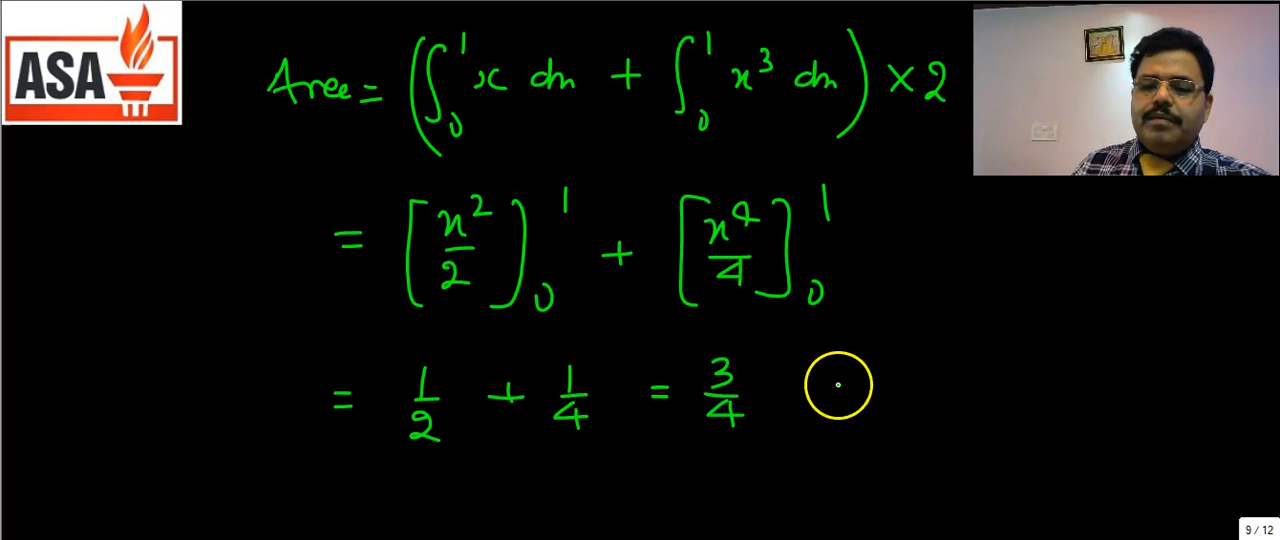 ASA
Area = (∫₀¹ x dx + ∫₀¹ x³ dx) × 2
= [x²/2]₀¹ + [x⁴/4]₀¹
= 1/2 + 1/4 = 3/4
9 / 12